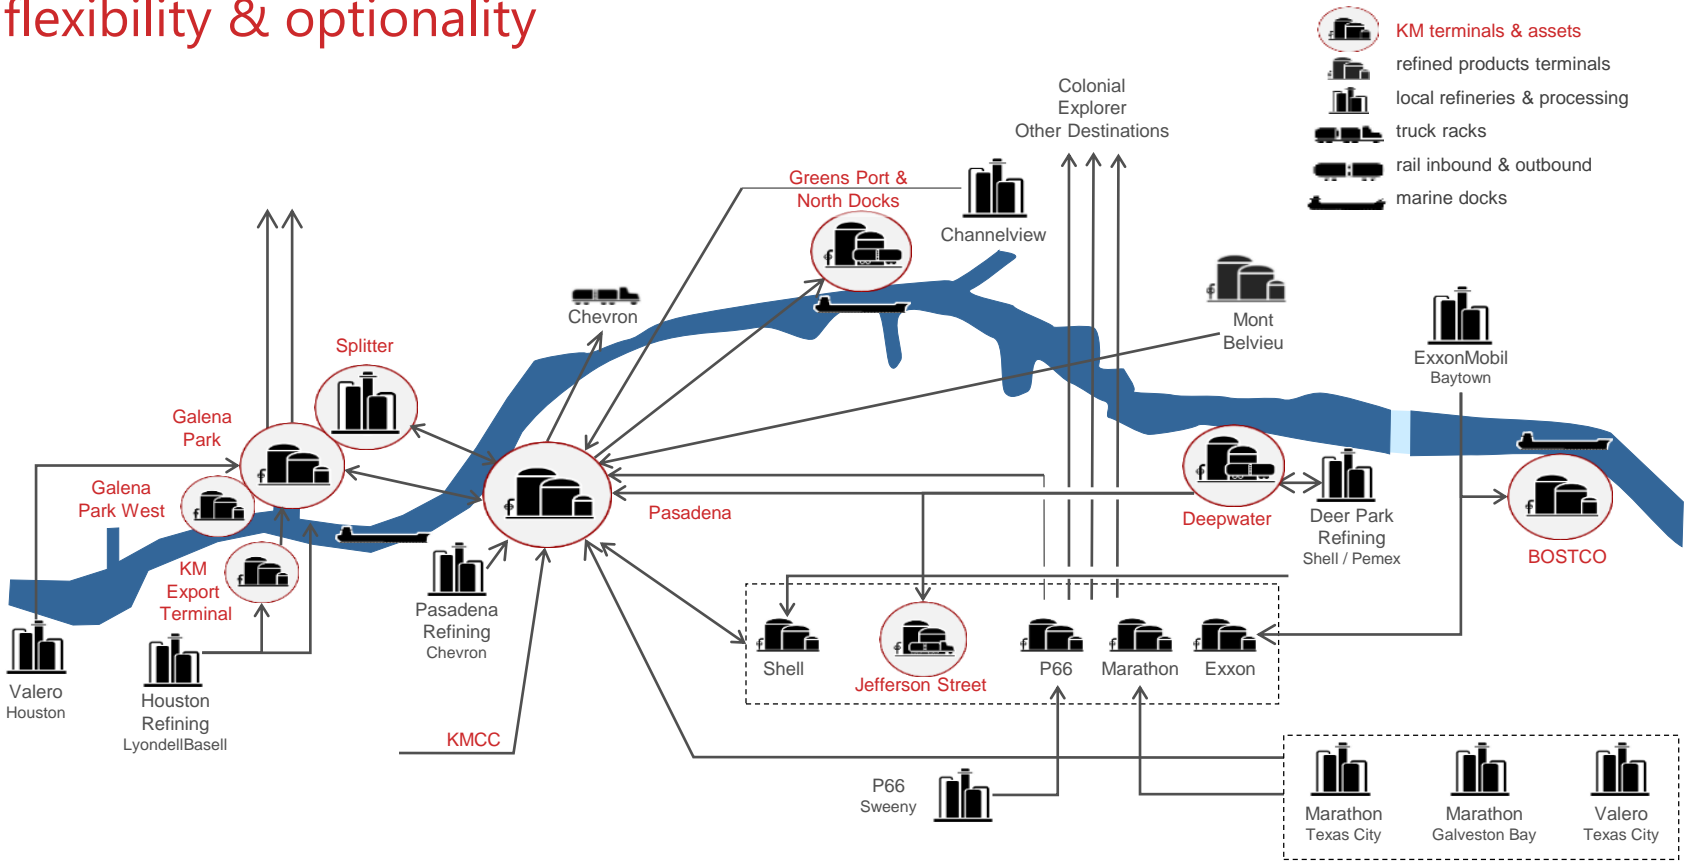 flexibility & optionality
KM terminals & assets
refined products terminals
local refineries & processing
truck racks
rail inbound & outbound
marine docks
Colonial
Explorer
Other Destinations
Greens Port &
North Docks
Channelview
Chevron
Mont
Belvieu
ExxonMobil
Baytown
Splitter
Galena
Park
Galena
Park West
Pasadena
Deepwater
Deer Park
Refining
Shell / Pemex
BOSTCO
KM
Export
Terminal
Pasadena
Refining
Chevron
Shell
Jefferson Street
P66
Marathon
Exxon
Valero
Houston
Houston
Refining
LyondellBasell
KMCC
P66
Sweeny
Marathon
Texas City
Marathon
Galveston Bay
Valero
Texas City